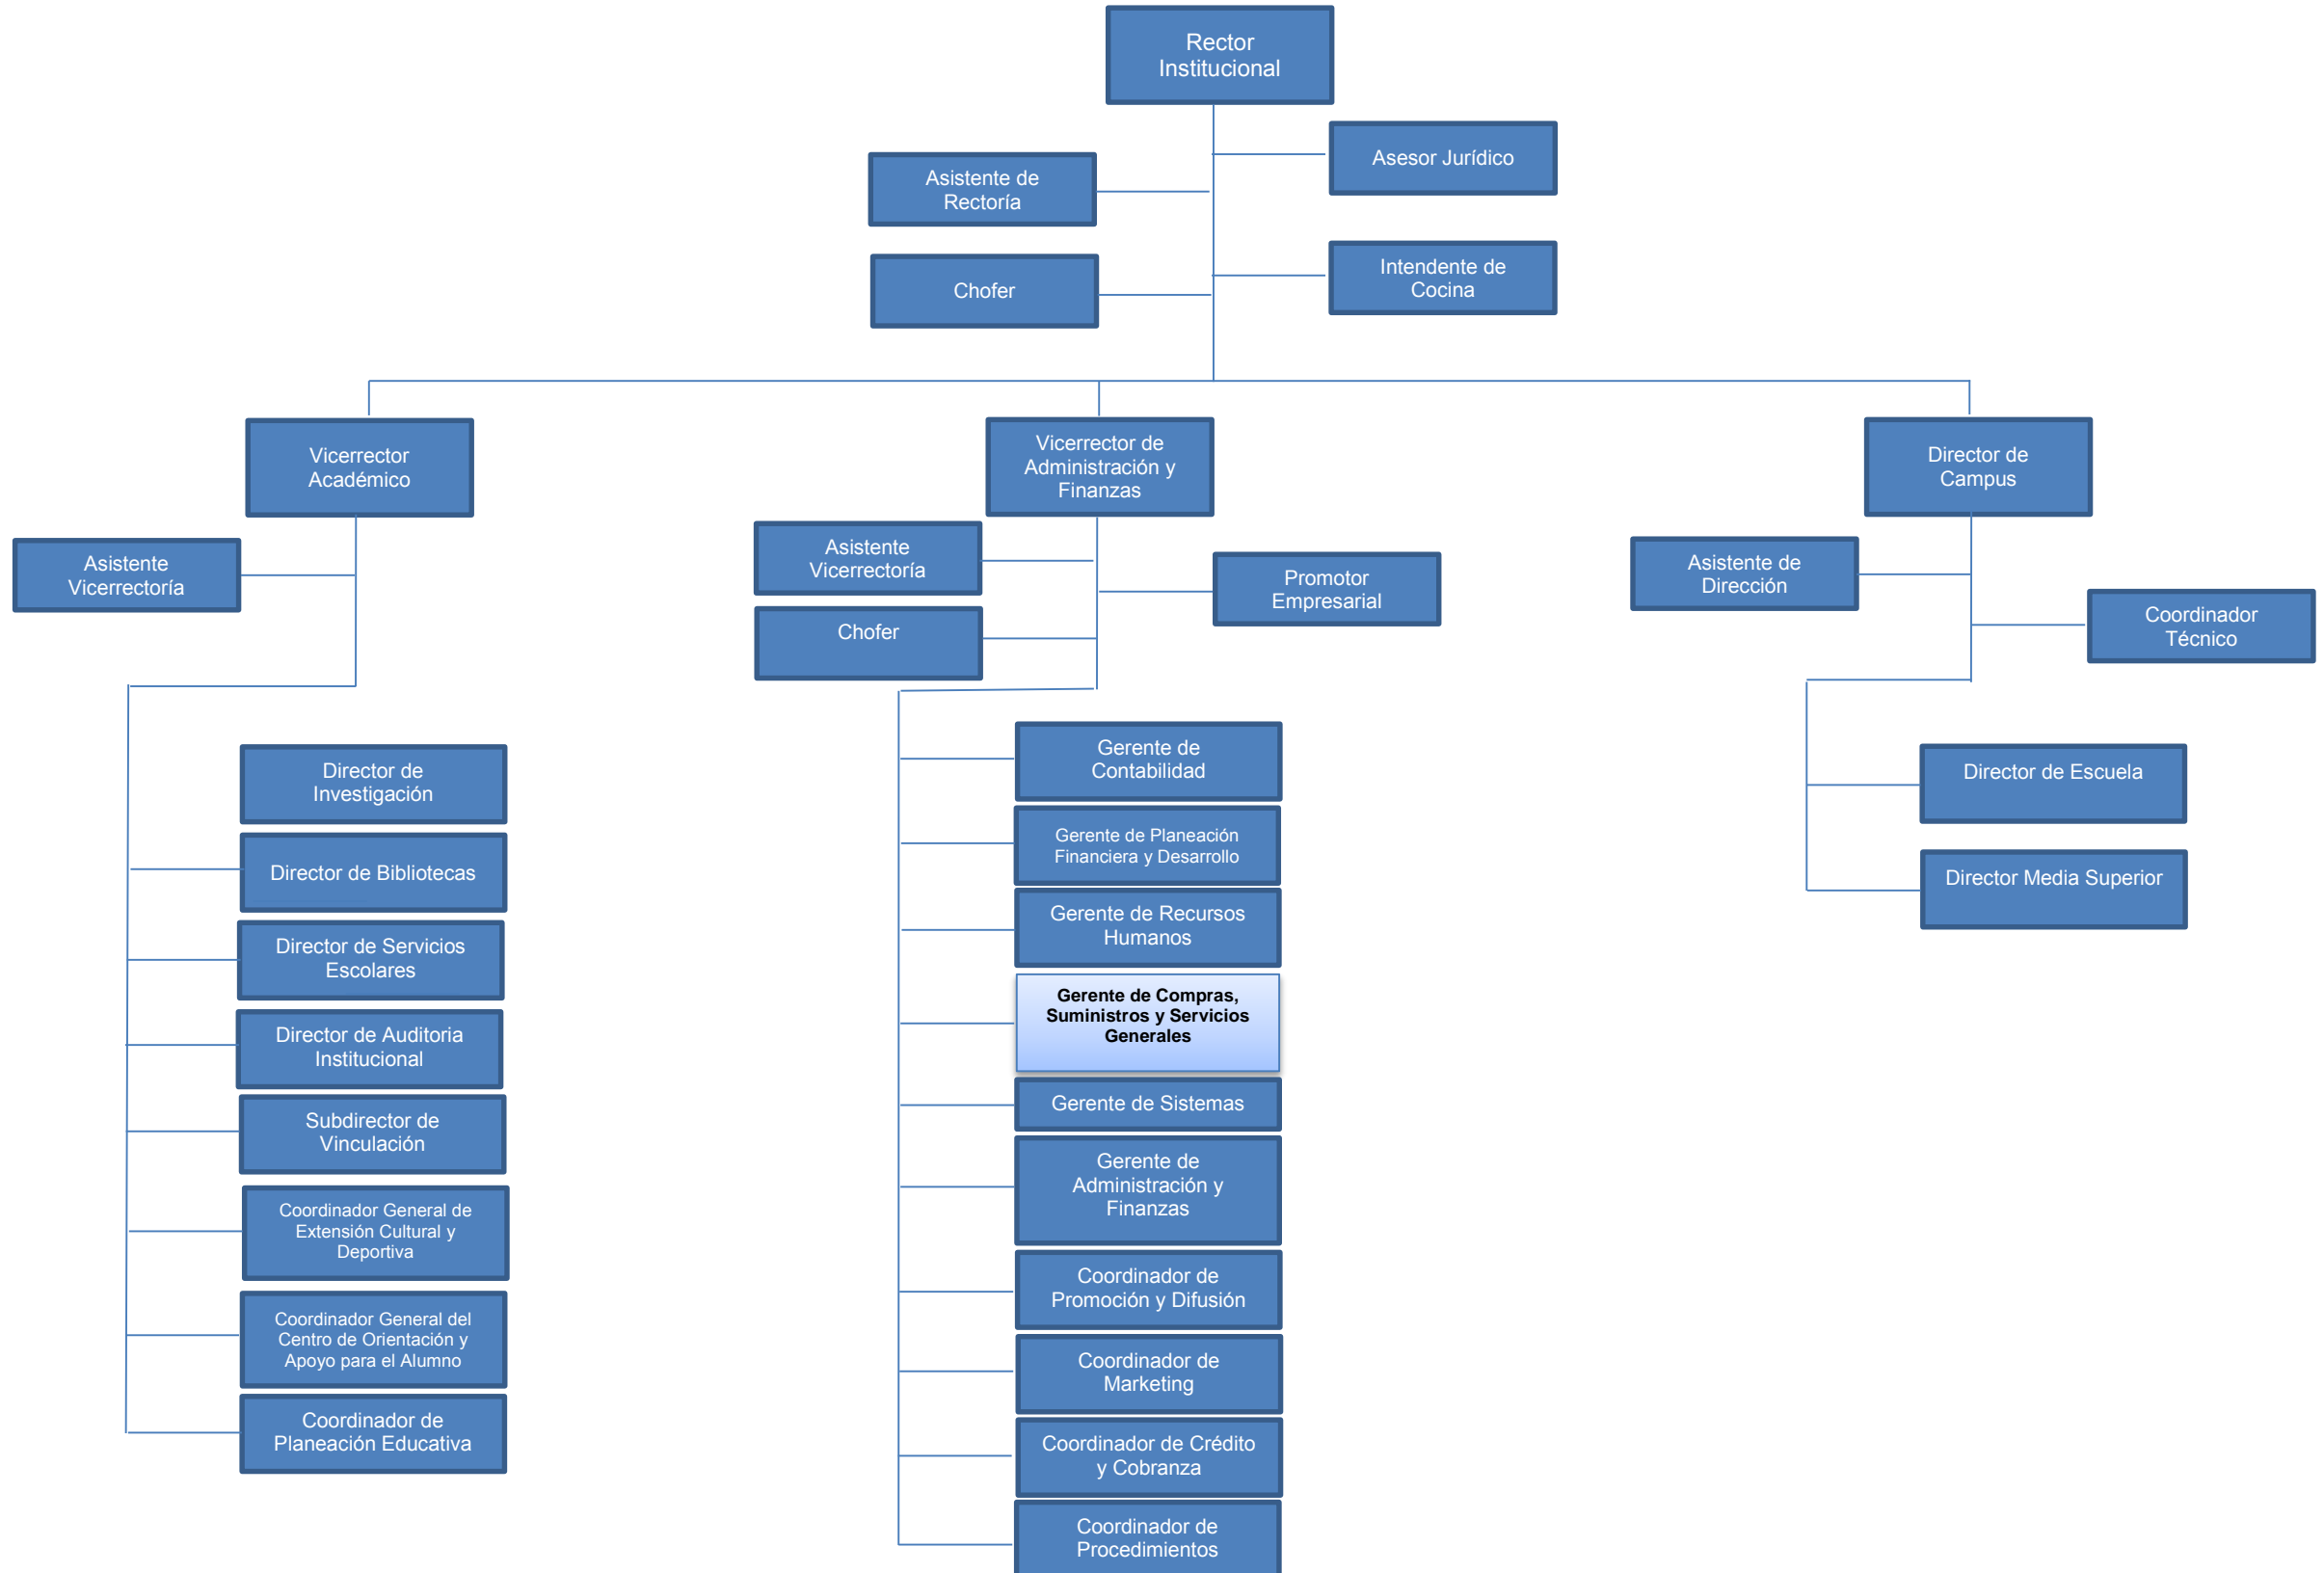 Rector
Institucional
Asesor Jurídico
Asistente de
Rectoría
Intendente de
Cocina
Chofer
Vicerrector
Académico
Vicerrector de
Administración y
Finanzas
Director de
Campus
Asistente
Vicerrectoría
Asistente
Vicerrectoría
Promotor
Empresarial
Chofer
Asistente de
Dirección
Coordinador
Técnico
Director de
Investigación
Director de Bibliotecas
Director de Servicios
Escolares
Director de Auditoria
Institucional
Subdirector de
Vinculación
Coordinador General de
Extensión Cultural y
Deportiva
Coordinador General del
Centro de Orientación y
Apoyo para el Alumno
Coordinador de
Planeación Educativa
Gerente de
Contabilidad
Gerente de Planeación
Financiera y Desarrollo
Gerente de Recursos
Humanos
Gerente de Compras,
Suministros y Servicios
Generales
Gerente de Sistemas
Gerente de
Administración y
Finanzas
Coordinador de
Promoción y Difusión
Coordinador de
Marketing
Coordinador de Crédito
y Cobranza
Coordinador de
Procedimientos
Director de Escuela
Director Media Superior